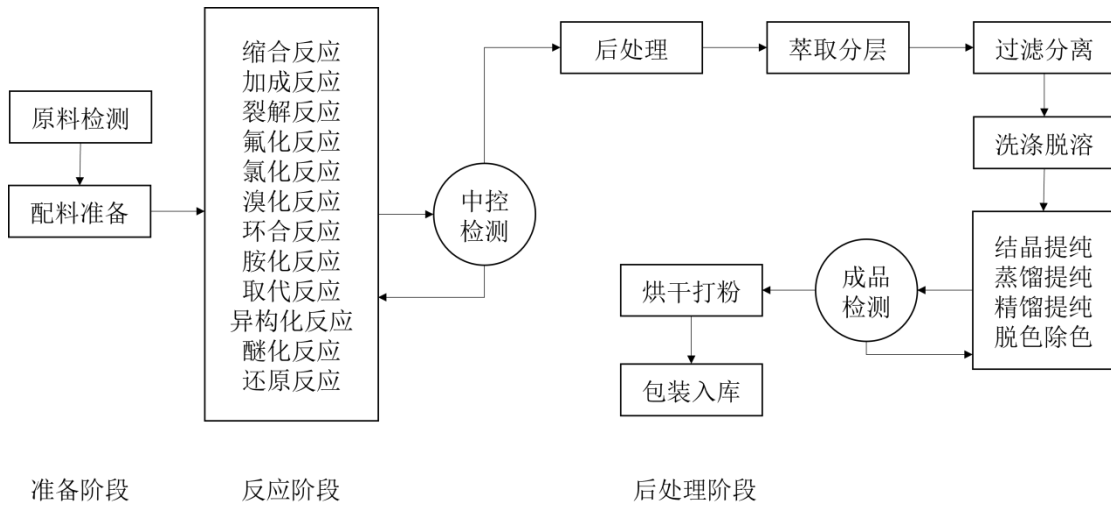 原料检测
配料准备
缩合反应
加成反应
裂解反应
氟化反应
氯化反应
溴化反应
环合反应
胺化反应
取代反应
异构化反应
醚化反应
还原反应
中控
检测
后处理
萃取分层
过滤分离
洗涤脱溶
结晶提纯
蒸馏提纯
精馏提纯
脱色除色
成品
检测
烘干打粉
包装入库
准备阶段
反应阶段
后处理阶段